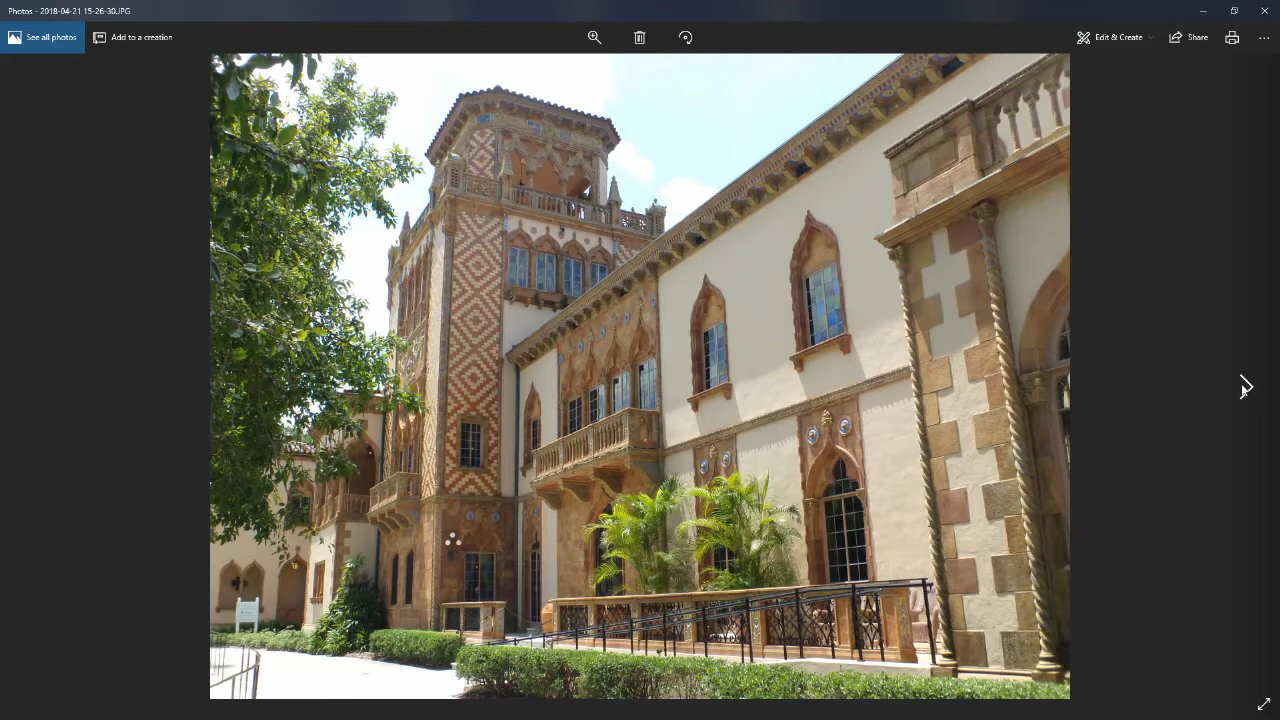 Photos - 2018-04-21 15-26-30.JPG
See all photos
Add to a creation
Edit & Create
Share